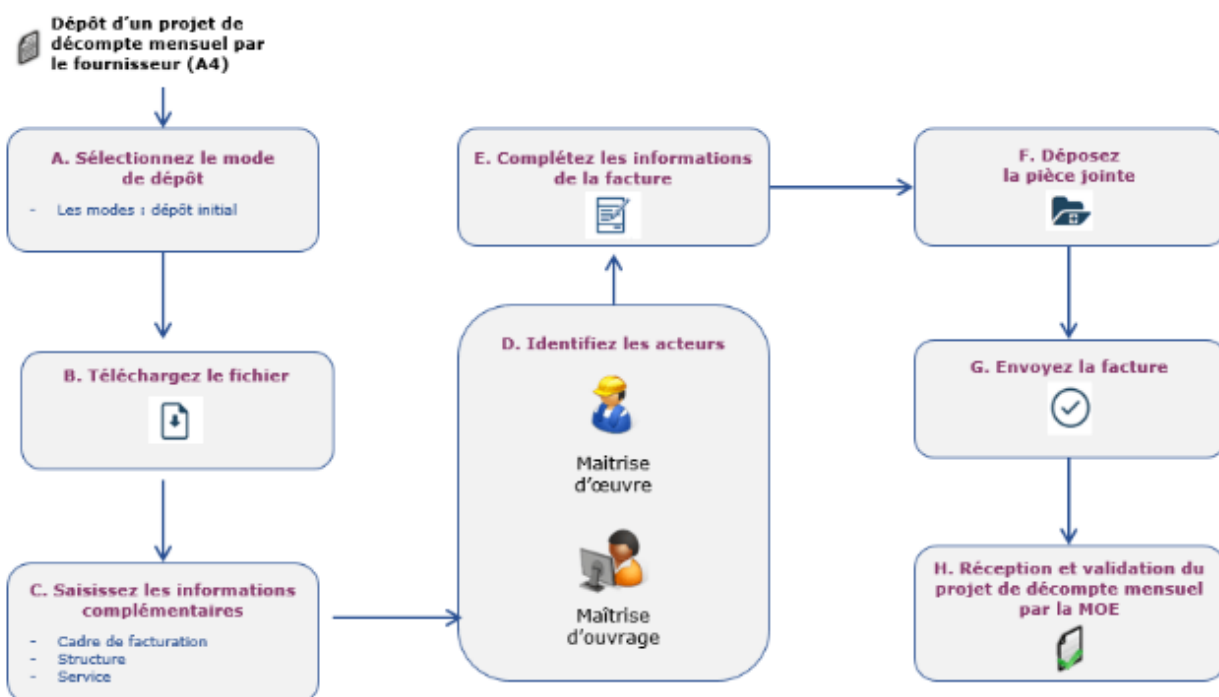 Dépôt d'un projet de
décompte mensuel par
le fournisseur (A4)
A. Sélectionnez le mode
de dépôt
- Les modes : dépôt initial
B. Téléchargez le fichier
C. Saisissez les informations
complémentaires
- Cadre de facturation
- Structure
- Service
D. Identifiez les acteurs
Maitrise
d'œuvre
Maîtrise
d'ouvrage
E. Complétez les informations
de la facture
F. Déposez
la pièce jointe
G. Envoyez la facture
H. Réception et validation du
projet de décompte mensuel
par la MOE